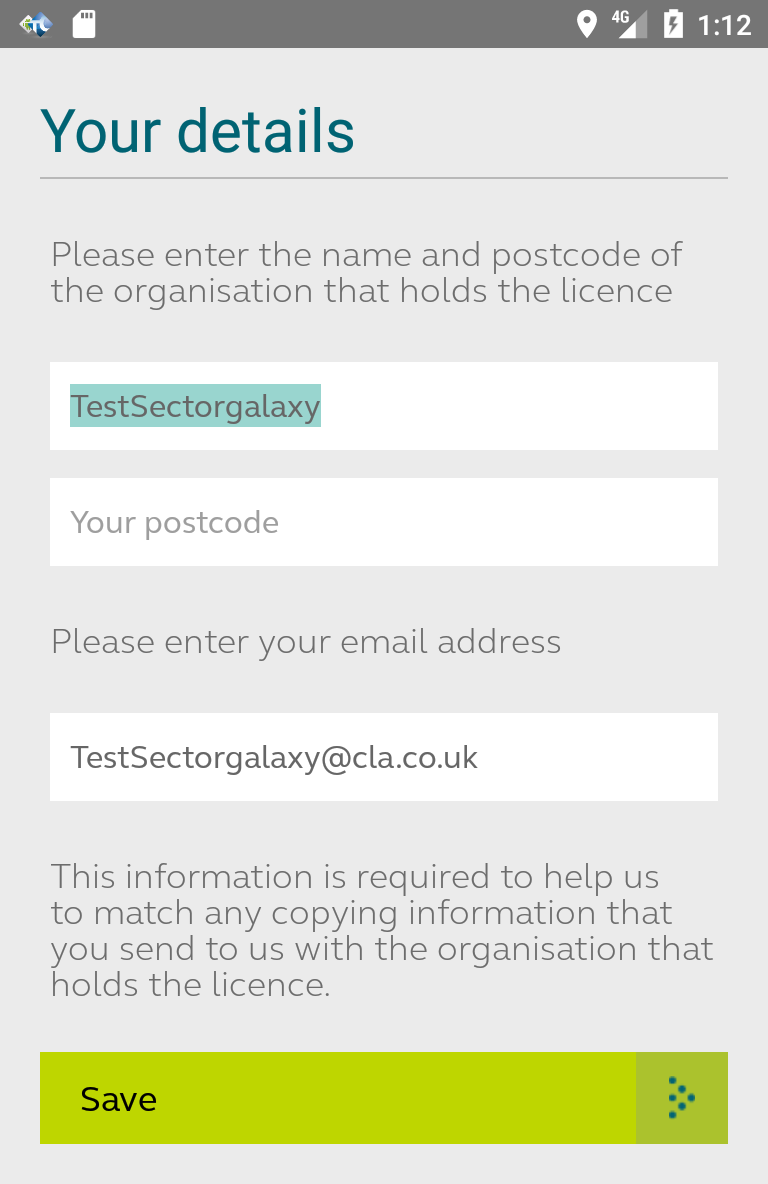 4G 1:12
Your details
Please enter the name and postcode of
the organisation that holds the licence
TestSectorgalaxy
Your postcode
Please enter your email address
TestSectorgalaxy@cla.co.uk
This information is required to help us
to match any copying information that
you send to us with the organisation that
holds the licence.
Save